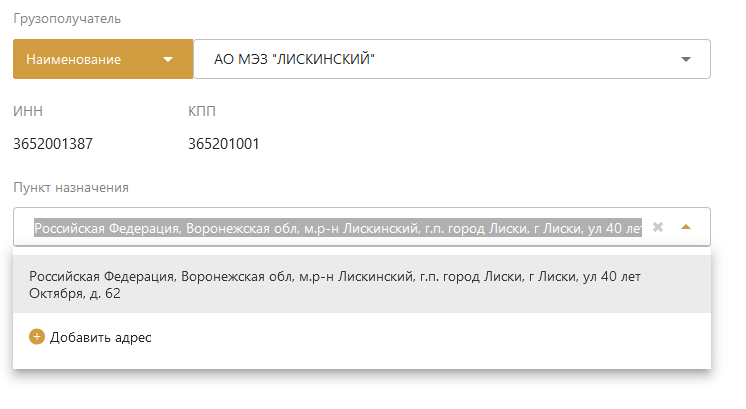 Грузополучатель
Наименование
АО МЭЗ "ЛИСКИНСКИЙ"
ИНН
КПП
3652001387
365201001
Пункт назначения
Российская Федерация, Воронежская обл, м.р-н Лискинский, г.п. город Лиски, г Лиски, ул 40 лет
Российская Федерация, Воронежская обл, м.р-н Лискинский, г.п. город Лиски, г Лиски, ул 40 лет
Октября, д. 62
Добавить адрес